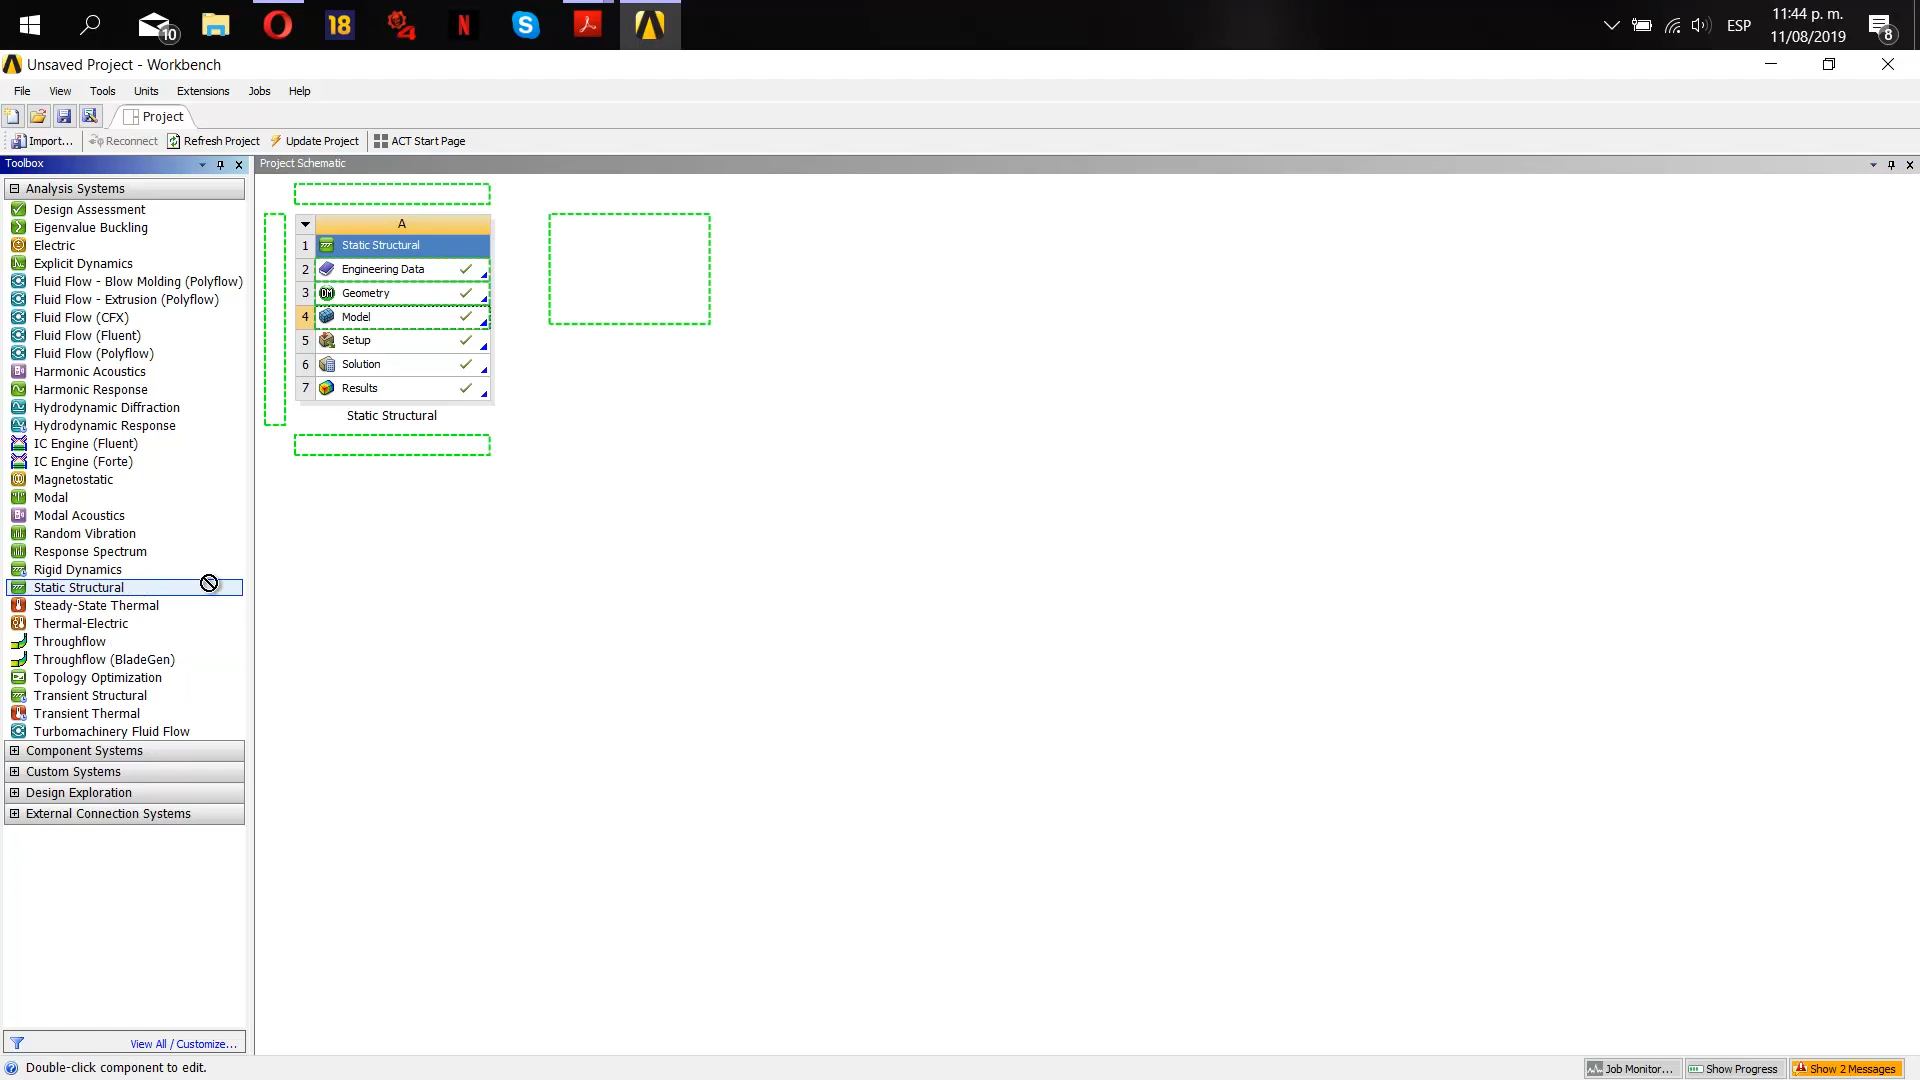 10
18
4
N
S
ESP
11:44 p. m.
11/08/2019
8
Unsaved Project - Workbench
File View Tools Units Extensions Jobs Help
Project
Import... Reconnect Refresh Project Update Project ACT Start Page
Toolbox
Project Schematic
Analysis Systems
Design Assessment
Eigenvalue Buckling
Electric
Explicit Dynamics
Fluid Flow - Blow Molding (Polyflow)
Fluid Flow - Extrusion (Polyflow)
Fluid Flow (CFX)
Fluid Flow (Fluent)
Fluid Flow (Polyflow)
Harmonic Acoustics
Harmonic Response
Hydrodynamic Diffraction
Hydrodynamic Response
IC Engine (Fluent)
IC Engine (Forte)
Magnetostatic
Modal
Modal Acoustics
Random Vibration
Response Spectrum
Rigid Dynamics
Static Structural
Steady-State Thermal
Thermal-Electric
Throughflow
Throughflow (BladeGen)
Topology Optimization
Transient Structural
Transient Thermal
Turbomachinery Fluid Flow
Component Systems
Custom Systems
Design Exploration
External Connection Systems
View All / Customize...
A
1 Static Structural
2 Engineering Data
3 Geometry
4 Model
5 Setup
6 Solution
7 Results
Static Structural
Double-click component to edit.
Job Monitor... Show Progress Show 2 Messages